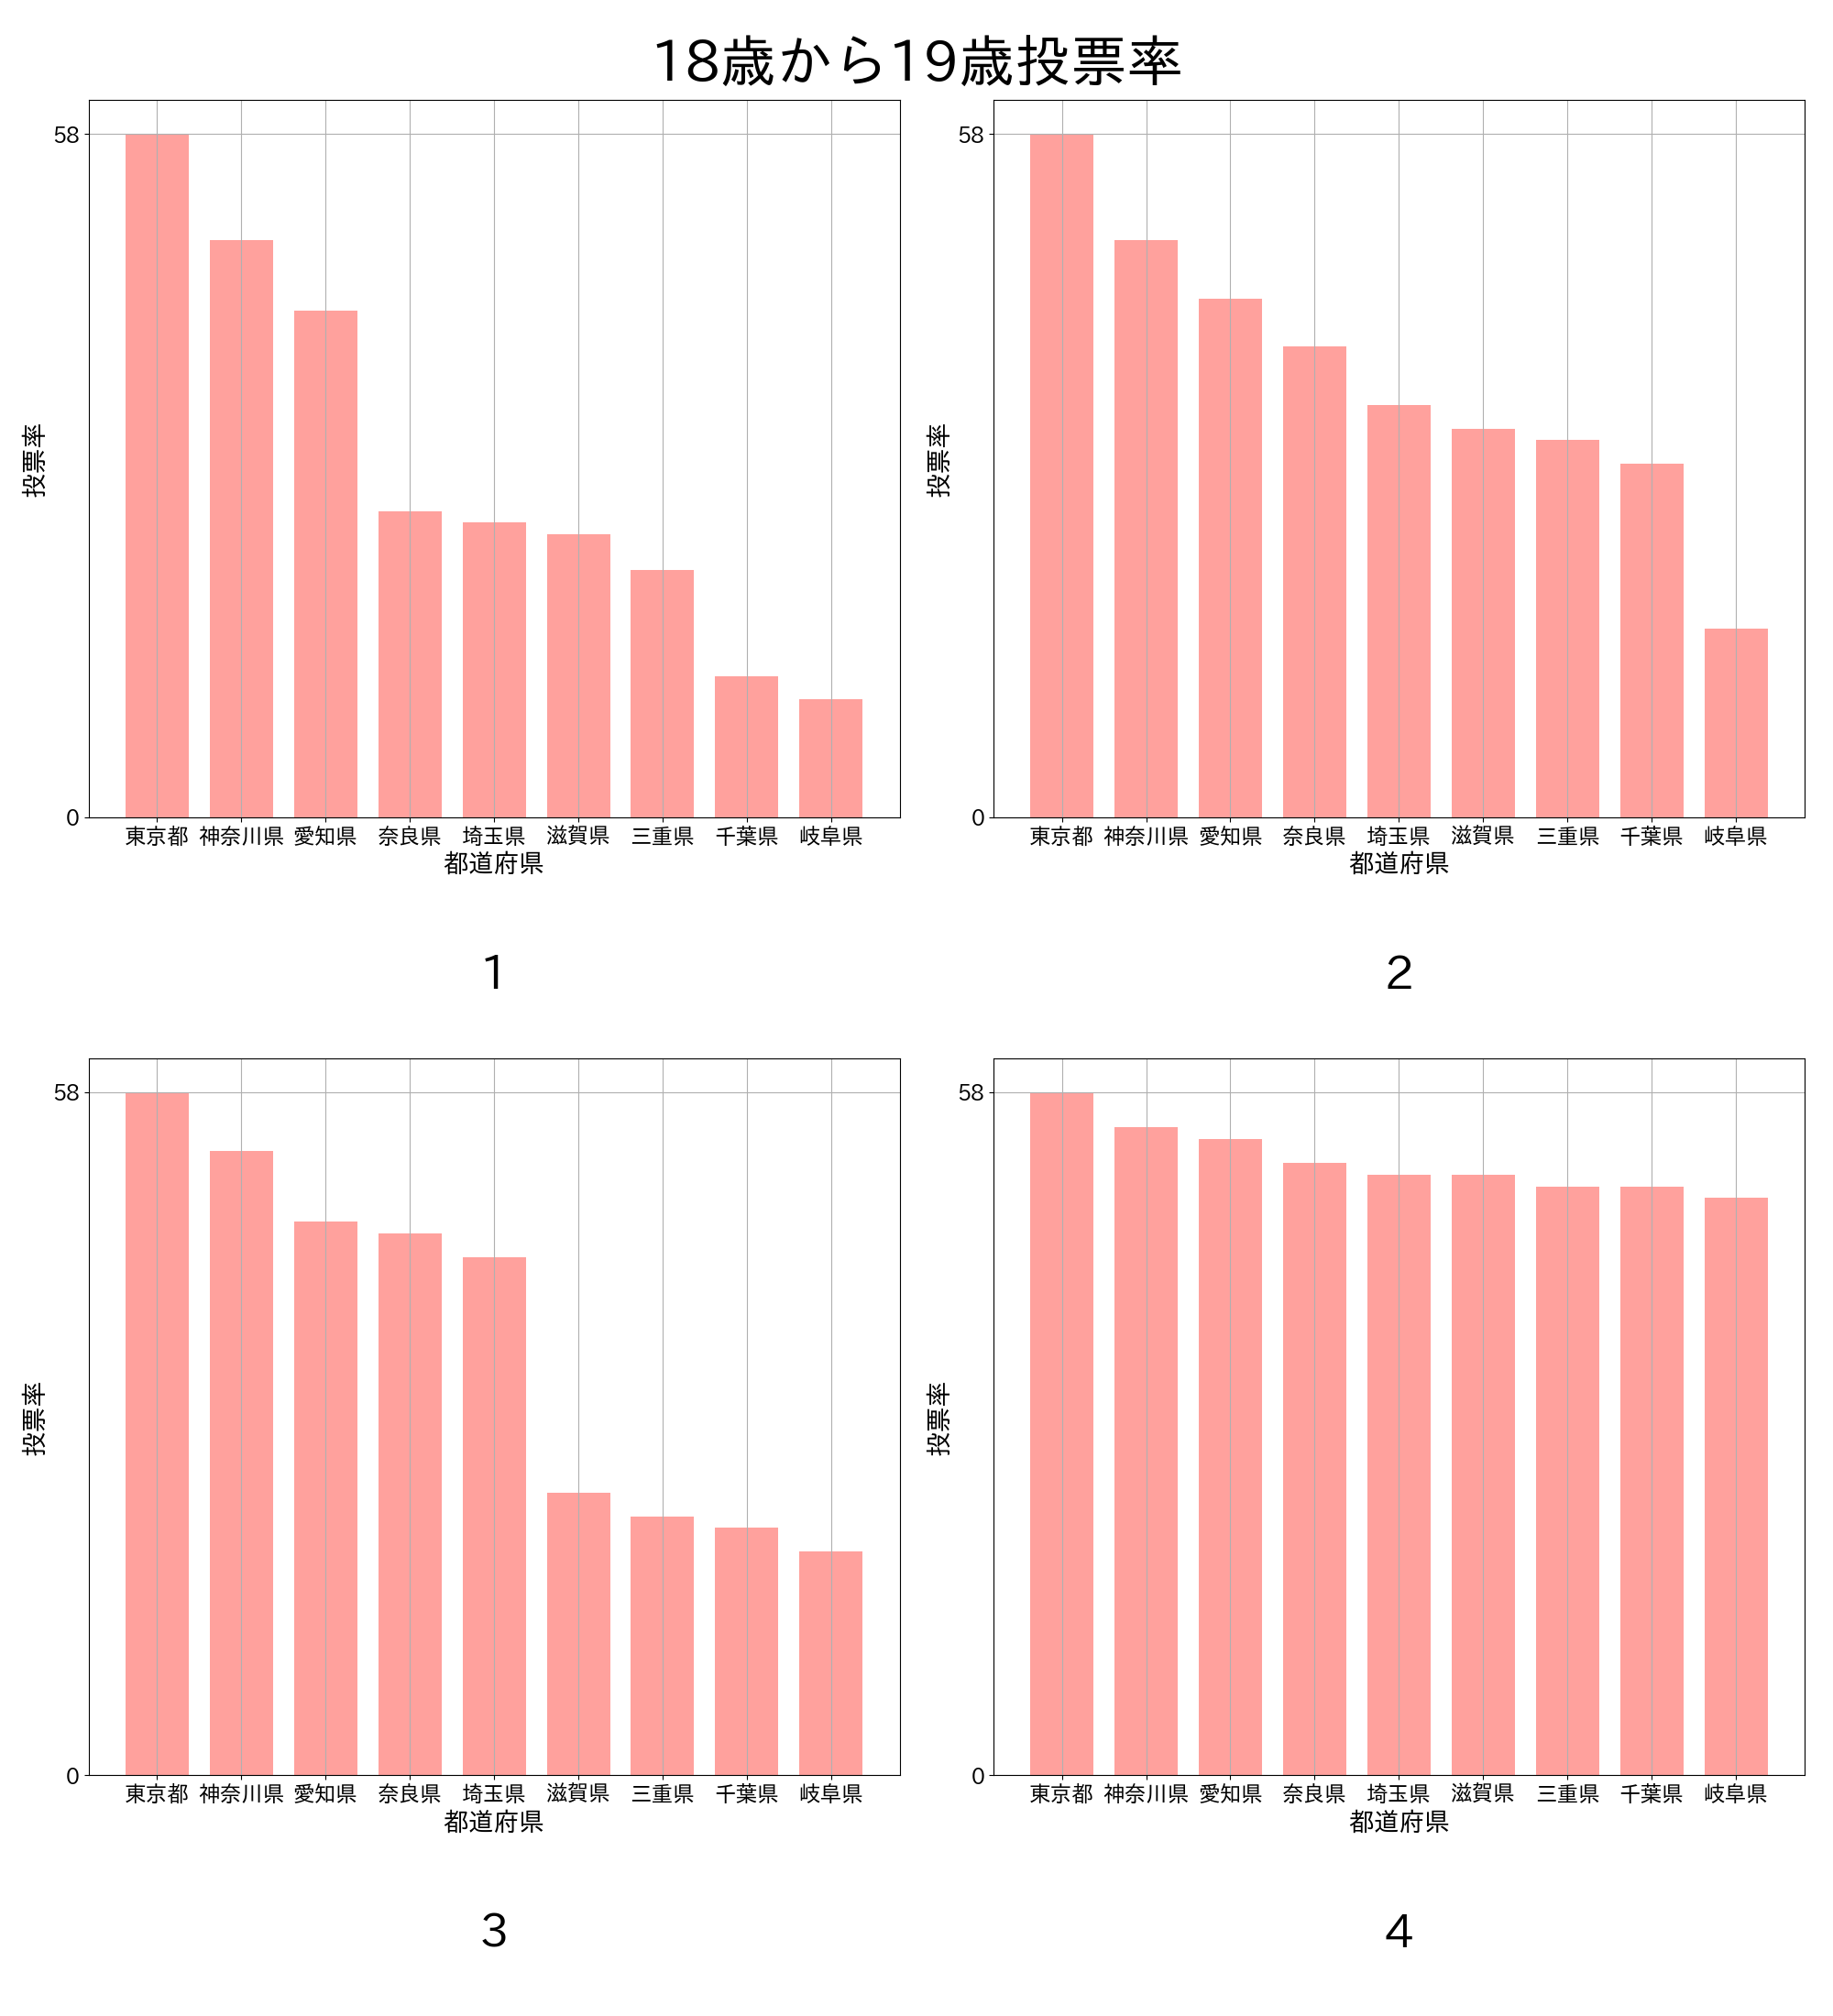 18歳から19歳投票率
58
0
投票率
東京都 神奈川県 愛知県 奈良県 埼玉県 滋賀県 三重県 千葉県 岐阜県
都道府県
1
58
0
投票率
東京都 神奈川県 愛知県 奈良県 埼玉県 滋賀県 三重県 千葉県 岐阜県
都道府県
2
58
0
投票率
東京都 神奈川県 愛知県 奈良県 埼玉県 滋賀県 三重県 千葉県 岐阜県
都道府県
3
58
0
投票率
東京都 神奈川県 愛知県 奈良県 埼玉県 滋賀県 三重県 千葉県 岐阜県
都道府県
4